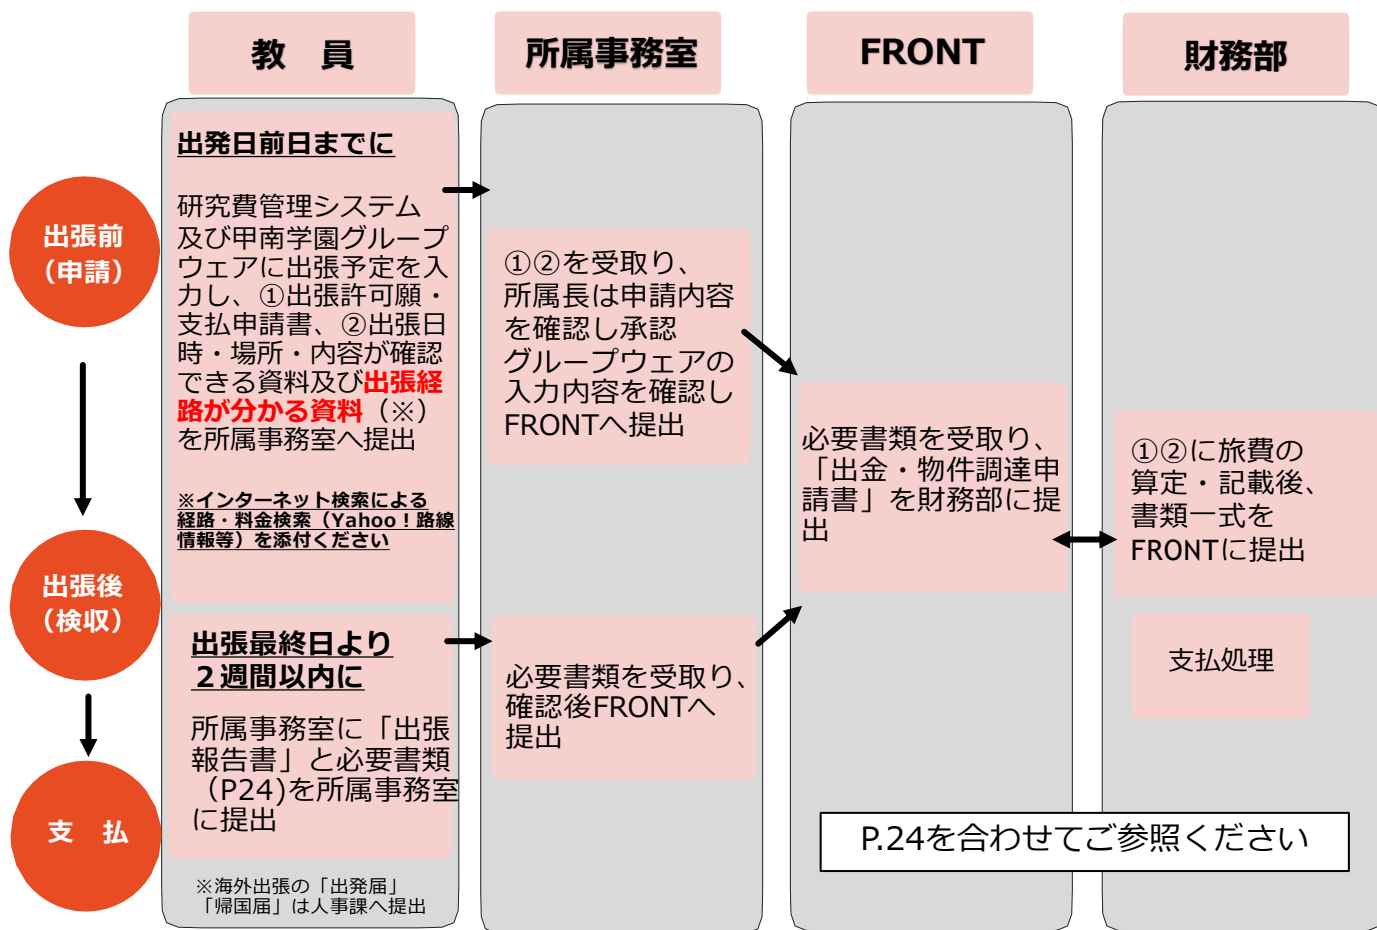 教　員
所属事務室
FRONT
財務部
出張前
（申請）
出張後
（検収）
支　払
出発日前日までに
研究費管理システム
及び甲南学園グループ
ウェアに出張予定を入
力し、①出張許可願・
支払申請書、②出張日
時・場所・内容が確認
できる資料及び出張経
路が分かる資料（※）
を所属事務室へ提出
※インターネット検索による
経路・料金検索（Yahoo！路線
情報等）を添付ください
出張最終日より
２週間以内に
所属事務室に「出張
報告書」と必要書類
（P24)を所属事務室
に提出
※海外出張の「出発届」
「帰国届」は人事課へ提出
①②を受取り、
所属長は申請内容
を確認し承認
グループウェアの
入力内容を確認し
FRONTへ提出
必要書類を受取り、
確認後FRONTへ
提出
必要書類を受取り、
「出金・物件調達申
請書」を財務部に提
出
①②に旅費の
算定・記載後、
書類一式を
FRONTに提出
支払処理
P.24を合わせてご参照ください